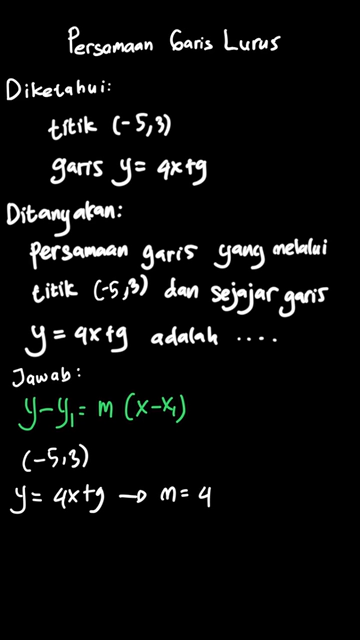 Persamaan Garis Lurus
Diketahui:
titik (-5,3)
garis y = 4x+9
Ditanyakan:
persamaan garis yang melalui
titik (-5,3) dan sejajar garis
y = 4x+9 adalah ....
Jawab:
y-y₁ = m (x-x₁)
(-5,3)
y = 4x+9 → m = 4